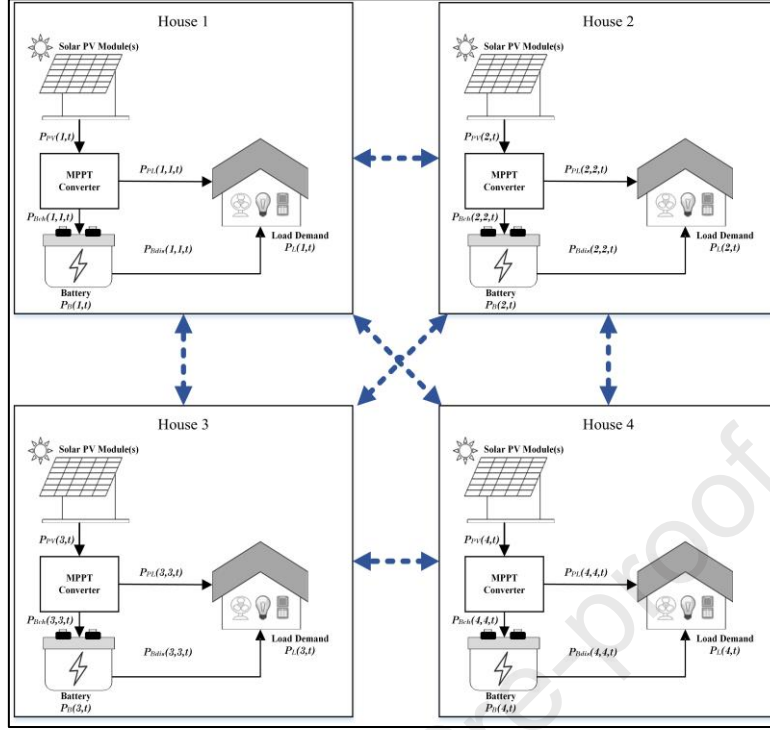 House 1
Solar PV Module(s)
PPV(1,t)
MPPT
Converter
PPL(1,1,t)
PBch(1,1,t)
PBdis(1,1,t)
Load Demand
PL(1,t)
Battery
PB(1,t)
House 2
Solar PV Module(s)
PPV(2,t)
MPPT
Converter
PPL(2,2,t)
PBch(2,2,t)
PBdis(2,2,t)
Load Demand
PL(2,t)
Battery
PB(2,t)
House 3
Solar PV Module(s)
PPV(3,t)
MPPT
Converter
PPL(3,3,t)
PBch(3,3,t)
PBdis(3,3,t)
Load Demand
PL(3,t)
Battery
PB(3,t)
House 4
Solar PV Module(s)
PPV(4,t)
MPPT
Converter
PPL(4,4,t)
PBch(4,4,t)
PBdis(4,4,t)
Load Demand
PL(4,t)
Battery
PB(4,t)
re-proof